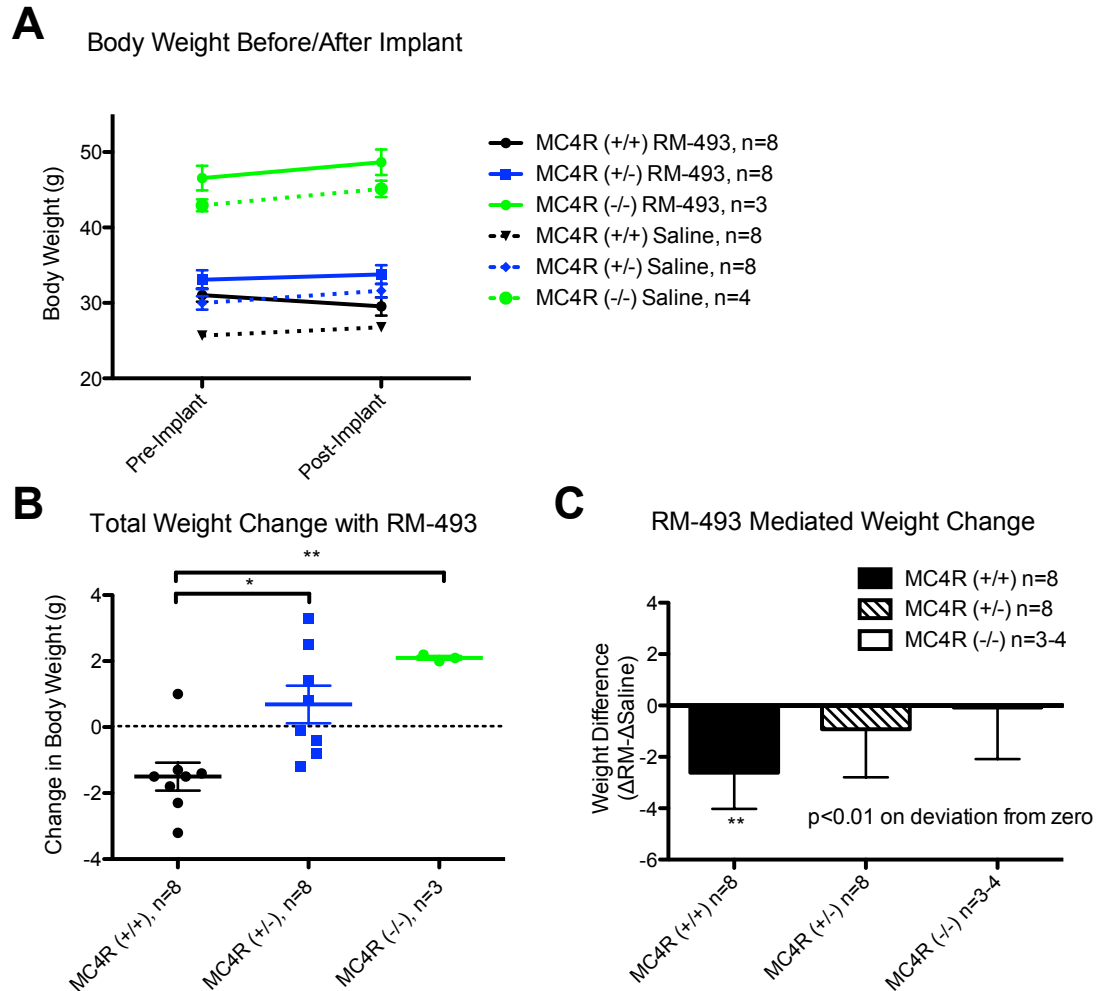 A
Body Weight Before/After Implant
Body Weight (g)
50
40
30
20
Pre-Implant
Post-Implant
MC4R (+/+) RM-493, n=8
MC4R (+/-) RM-493, n=8
MC4R (-/-) RM-493, n=3
MC4R (+/+) Saline, n=8
MC4R (+/-) Saline, n=8
MC4R (-/-) Saline, n=4
B
Total Weight Change with RM-493
**
*
Change in Body Weight (g)
4
2
0
-2
-4
MC4R (+/+), n=8
MC4R (+/-), n=8
MC4R (-/-), n=3
C
RM-493 Mediated Weight Change
MC4R (+/+) n=8
MC4R (+/-) n=8
MC4R (-/-) n=3-4
Weight Difference
(ΔRM-ΔSaline)
4
2
0
-2
-4
-6
**
p<0.01 on deviation from zero
MC4R (+/+) n=8
MC4R (+/-) n=8
MC4R (-/-) n=3-4